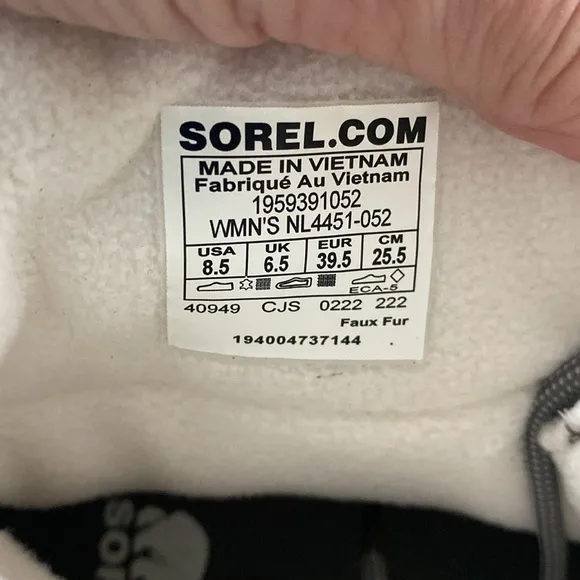 SOREL.COM
MADE IN VIETNAM
Fabriqué Au Vietnam
1959391052
WMN'S NL4451-052
USA UK EUR CM
8.5 6.5 39.5 25.5
ECA-5
40949 CJS 0222 222
Faux Fur
194004737144